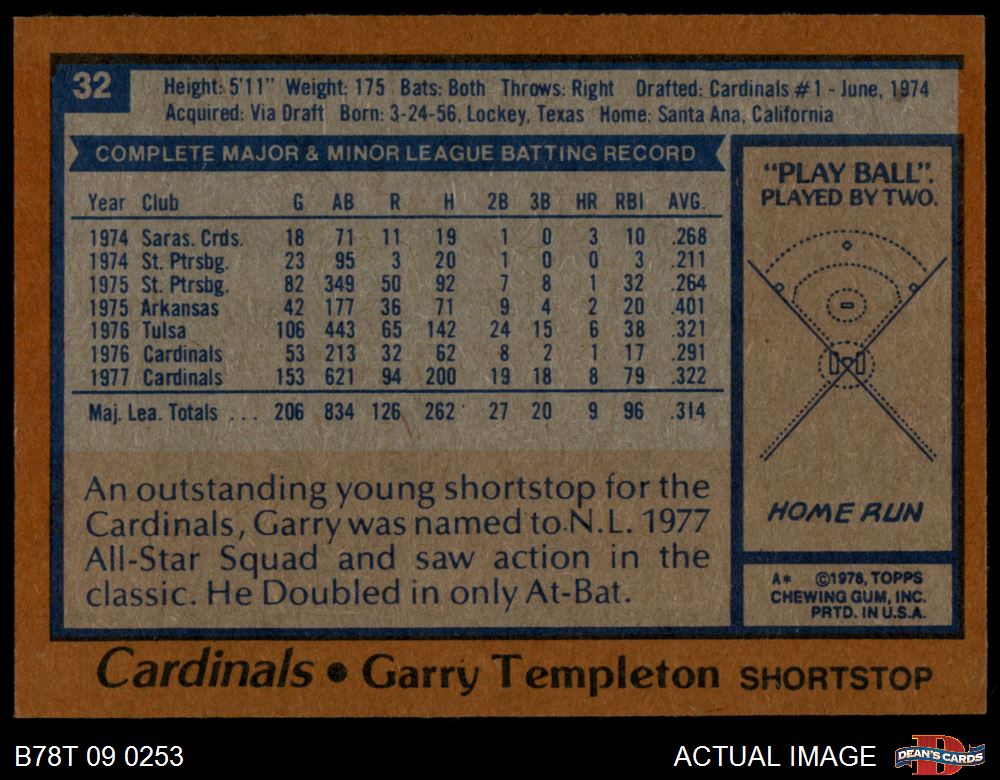 32
Height: 5'11" Weight: 175 Bats: Both Throws: Right Drafted: Cardinals #1 - June, 1974
Acquired: Via Draft Born: 3-24-56, Lockey, Texas Home: Santa Ana, California
COMPLETE MAJOR & MINOR LEAGUE BATTING RECORD
Year Club G AB R H 2B 3B HR RBI AVG.
1974 Saras. Crds. 18 71 11 19 1 0 3 10 .268
1974 St. Ptrsbg. 23 95 3 20 1 0 0 3 .211
1975 St. Ptrsbg. 82 349 50 92 7 8 1 32 .264
1975 Arkansas 42 177 36 71 9 4 2 20 .401
1976 Tulsa 106 443 65 142 24 15 6 38 .321
1976 Cardinals 53 213 32 62 8 2 1 17 .291
1977 Cardinals 153 621 94 200 19 18 8 79 .322
Maj. Lea. Totals . . . 206 834 126 262 27 20 9 96 .314
An outstanding young shortstop for the
Cardinals, Garry was named to N.L. 1977
All-Star Squad and saw action in the
classic. He Doubled in only At-Bat.
"PLAY BALL".
PLAYED BY TWO.
HOME RUN
A* ©1978, TOPPS
CHEWING GUM, INC.
PRTD. IN U.S.A.
Cardinals • Garry Templeton SHORTSTOP
B78T 09 0253
ACTUAL IMAGE
D
DEAN'S CARDS